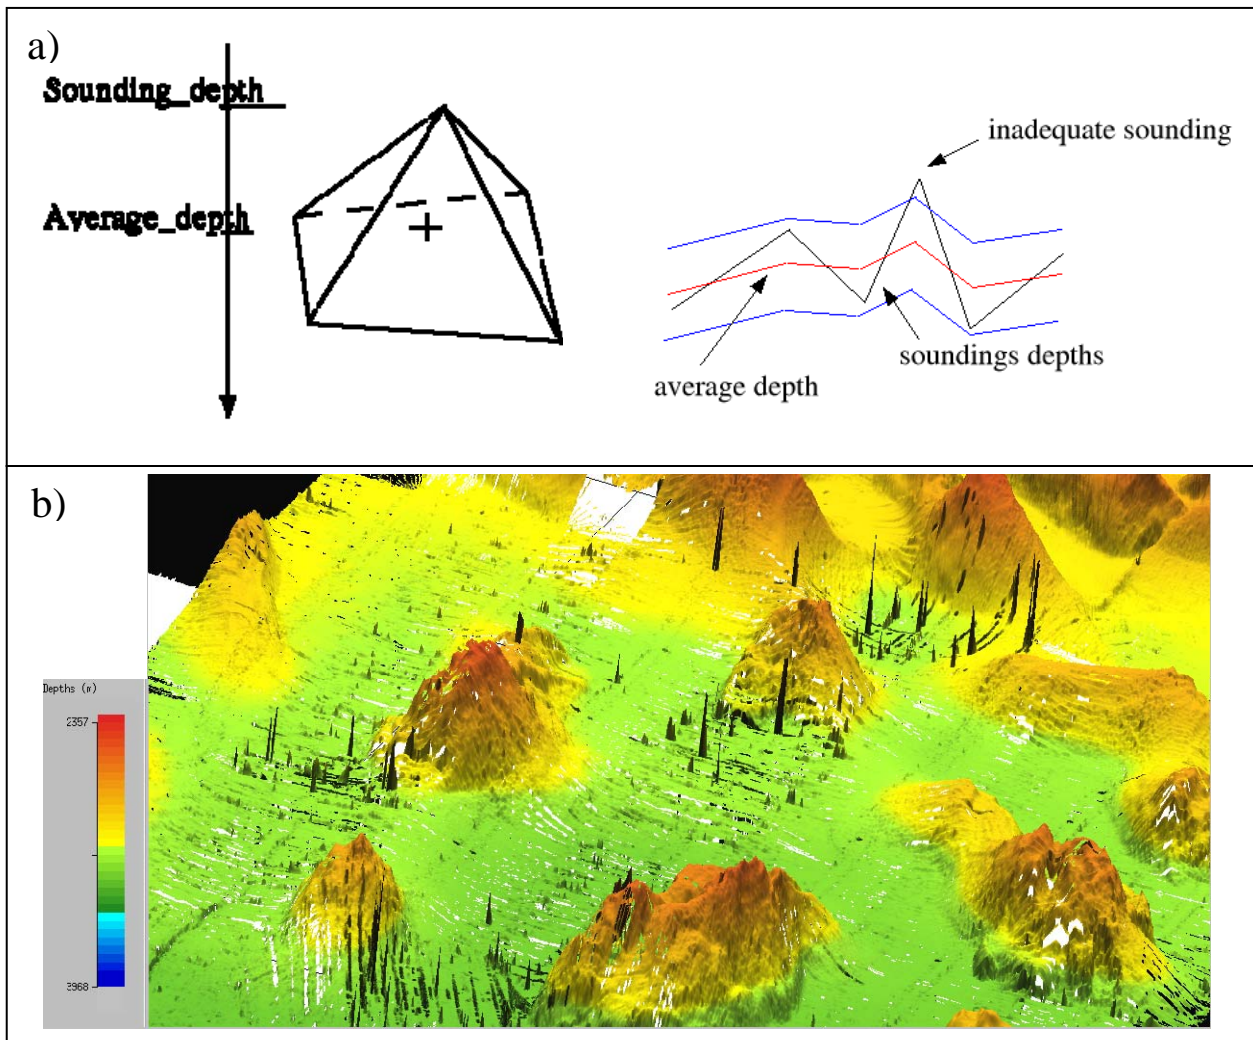 a)
Sounding_depth
Average_depth
inadequate sounding
soundings depths
average depth
b)
Depths (m)
2357
2968